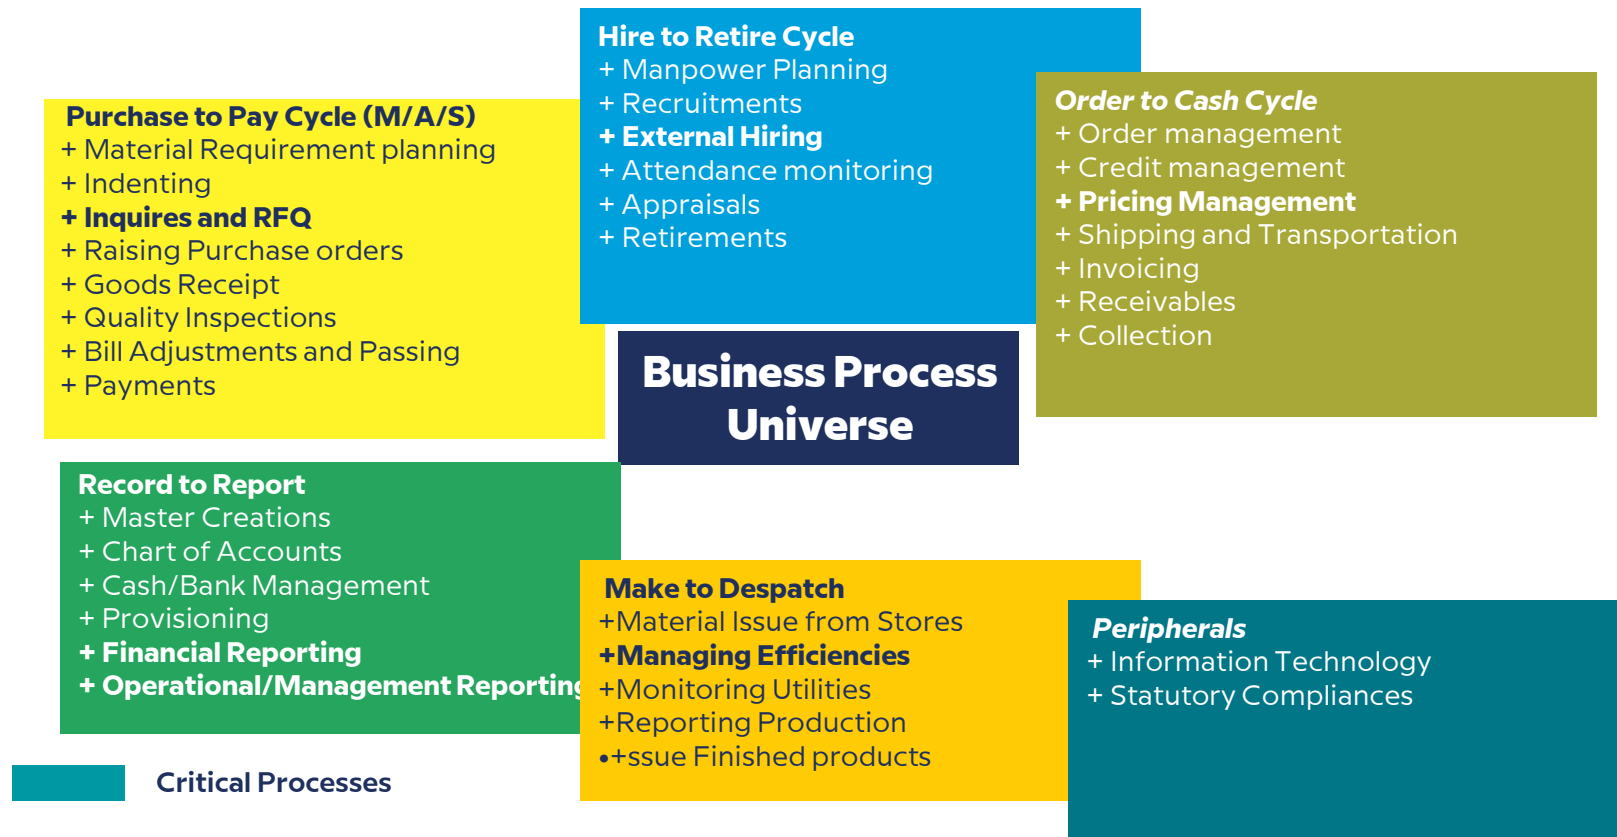 Hire to Retire Cycle
+ Manpower Planning
+ Recruitments
+ External Hiring
+ Attendance monitoring
+ Appraisals
+ Retirements
Purchase to Pay Cycle (M/A/S)
+ Material Requirement planning
+ Indenting
+ Inquires and RFQ
+ Raising Purchase orders
+ Goods Receipt
+ Quality Inspections
+ Bill Adjustments and Passing
+ Payments
Order to Cash Cycle
+ Order management
+ Credit management
+ Pricing Management
+ Shipping and Transportation
+ Invoicing
+ Receivables
+ Collection
Business Process
Universe
Record to Report
+ Master Creations
+ Chart of Accounts
+ Cash/Bank Management
+ Provisioning
+ Financial Reporting
+ Operational/Management Reporting
Make to Despatch
+Material Issue from Stores
+Managing Efficiencies
+Monitoring Utilities
+Reporting Production
•+ssue Finished products
Peripherals
+ Information Technology
+ Statutory Compliances
Critical Processes